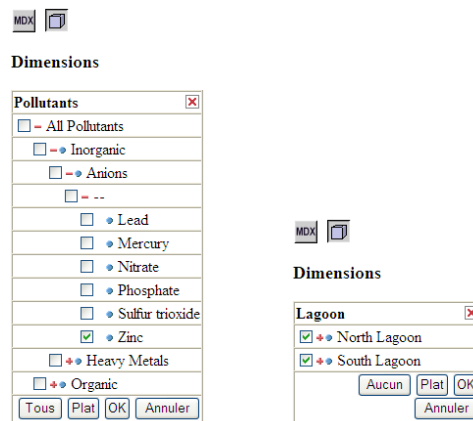 MDX
Dimensions
Pollutants
All Pollutants
Inorganic
Anions
--
Lead
Mercury
Nitrate
Phosphate
Sulfur trioxide
Zinc
Heavy Metals
Organic
Tous Plat OK Annuler
MDX
Dimensions
Lagoon
North Lagoon
South Lagoon
Aucun Plat OK
Annuler